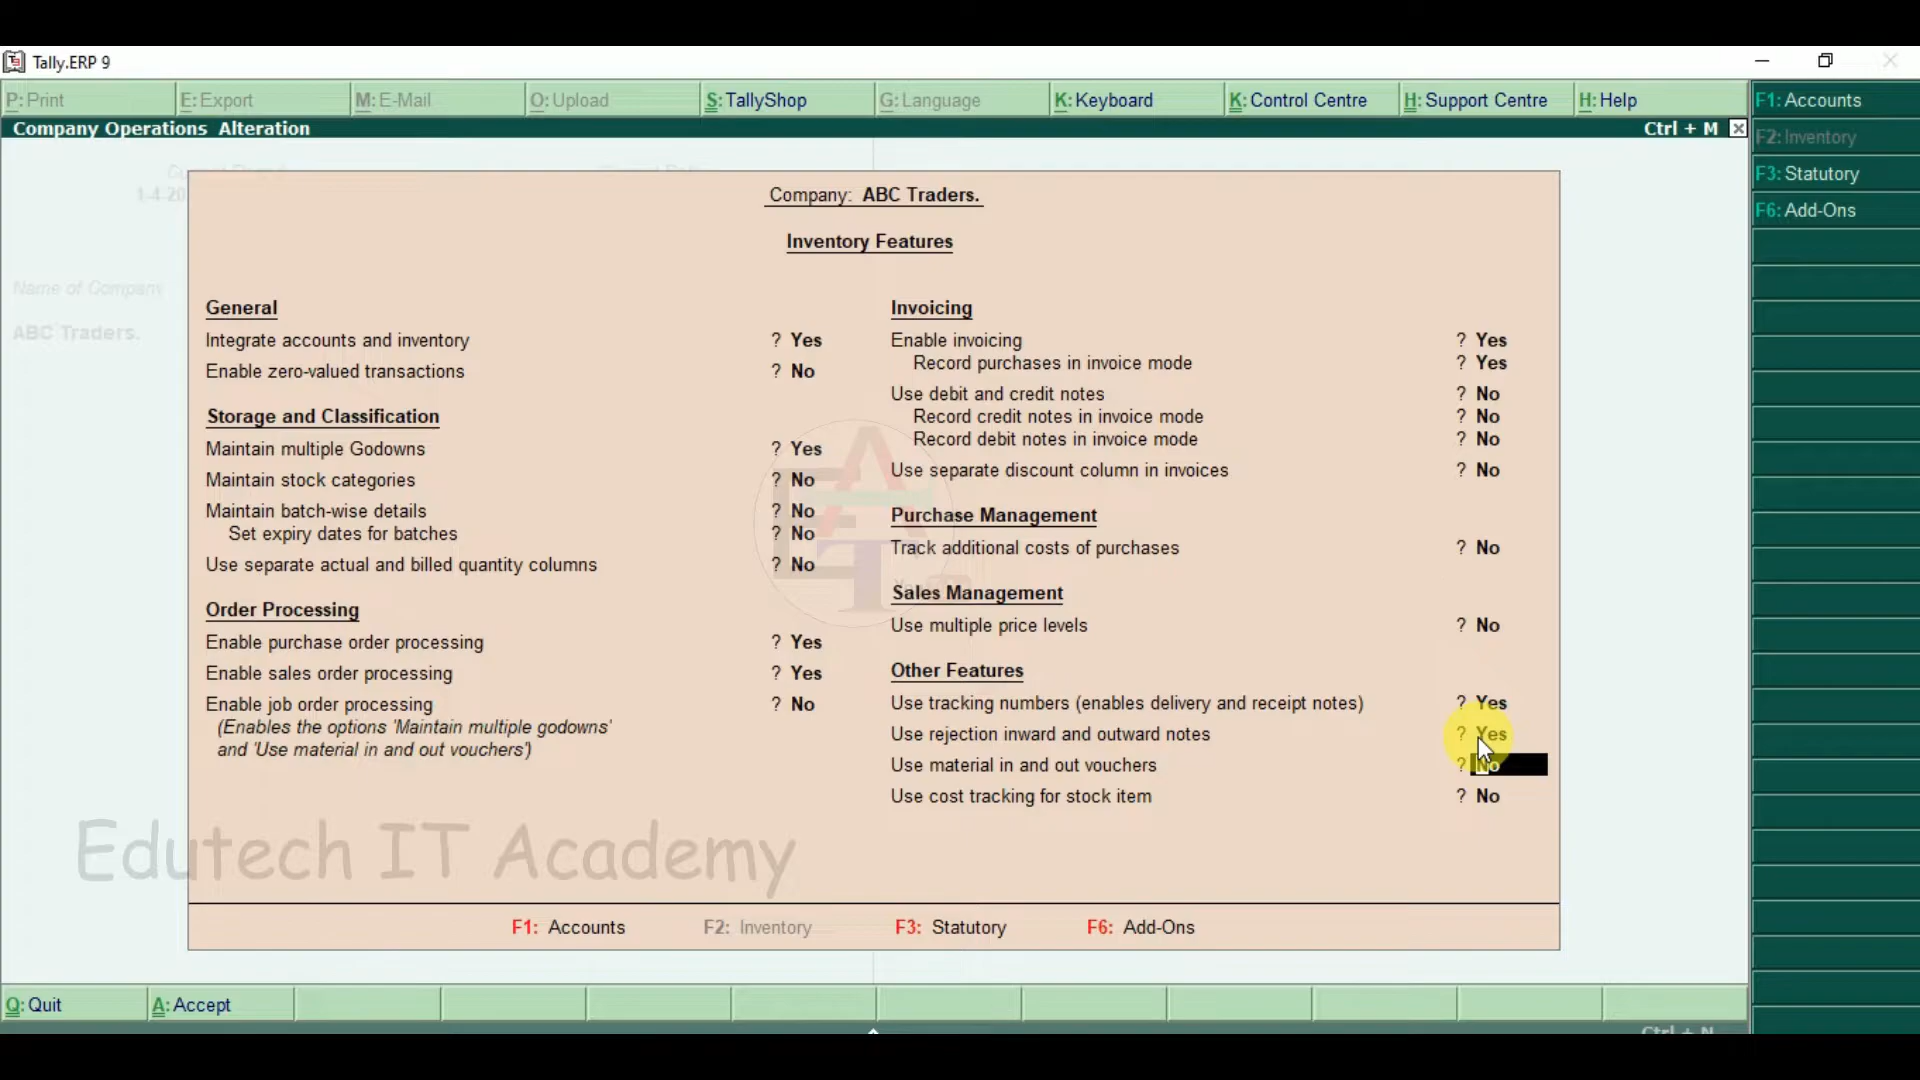 Tally.ERP 9
P: Print
E: Export
M: E-Mail
O: Upload
S: TallyShop
G: Language
K: Keyboard
K: Control Centre
H: Support Centre
H: Help
F1: Accounts
Company Operations Alteration
Ctrl + M
F2: Inventory
F3: Statutory
F6: Add-Ons
Name of Company
ABC Traders.
Company: ABC Traders.
Inventory Features
General
Integrate accounts and inventory ? Yes
Enable zero-valued transactions ? No
Storage and Classification
Maintain multiple Godowns ? Yes
Maintain stock categories ? No
Maintain batch-wise details ? No
Set expiry dates for batches ? No
Use separate actual and billed quantity columns ? No
Order Processing
Enable purchase order processing ? Yes
Enable sales order processing ? Yes
Enable job order processing ? No
(Enables the options 'Maintain multiple godowns'
and 'Use material in and out vouchers')
Invoicing
Enable invoicing ? Yes
Record purchases in invoice mode ? Yes
Use debit and credit notes ? No
Record credit notes in invoice mode ? No
Record debit notes in invoice mode ? No
Use separate discount column in invoices ? No
Purchase Management
Track additional costs of purchases ? No
Sales Management
Use multiple price levels ? No
Other Features
Use tracking numbers (enables delivery and receipt notes) ? Yes
Use rejection inward and outward notes ? Yes
Use material in and out vouchers ? No
Use cost tracking for stock item ? No
Edutech IT Academy
F1: Accounts
F2: Inventory
F3: Statutory
F6: Add-Ons
Q: Quit
A: Accept
Ctrl + N